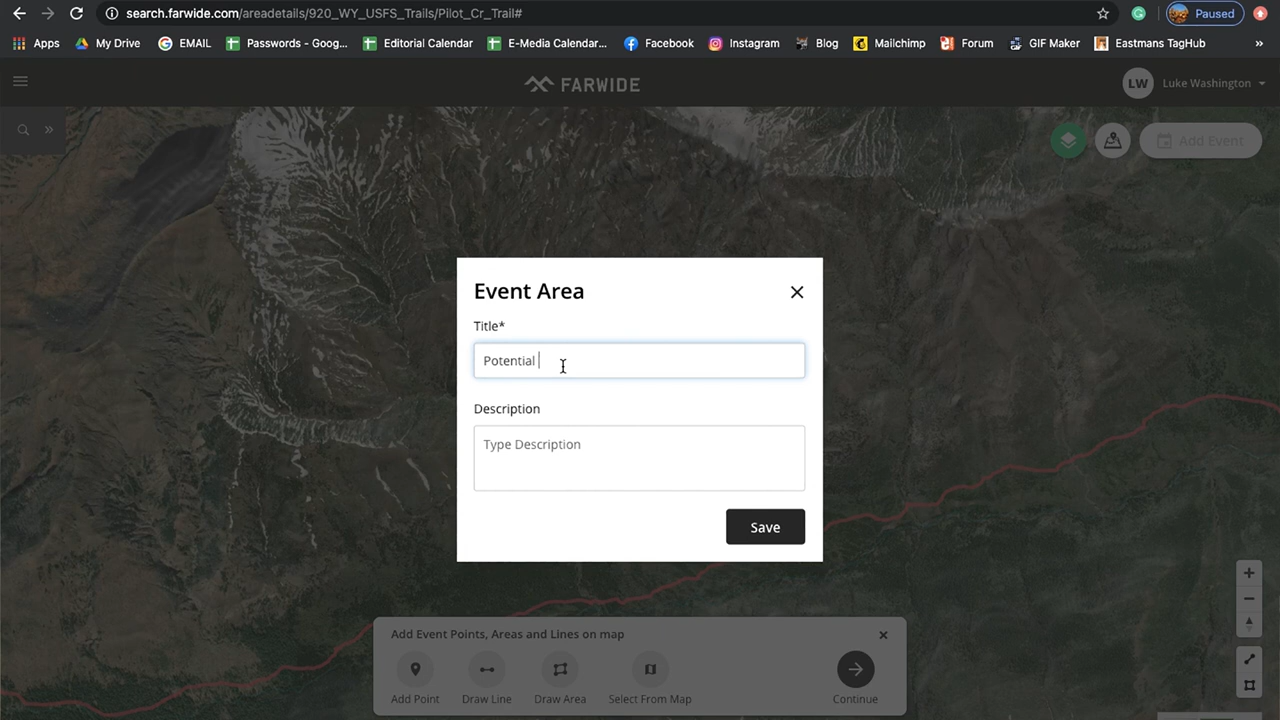 search.farwide.com/areadetails/920_WY_USFS_Trails/Pilot_Cr_Trail#
Paused
Apps
My Drive
EMAIL
Passwords - Goog...
Editorial Calendar
E-Media Calendar...
Facebook
Instagram
Blog
Mailchimp
Forum
GIF Maker
Eastmans TagHub
»
FARWIDE
LW
Luke Washington
»
Add Event
Event Area
Title*
Potential
Description
Type Description
Save
Add Event Points, Areas and Lines on map
Add Point
Draw Line
Draw Area
Select From Map
Continue